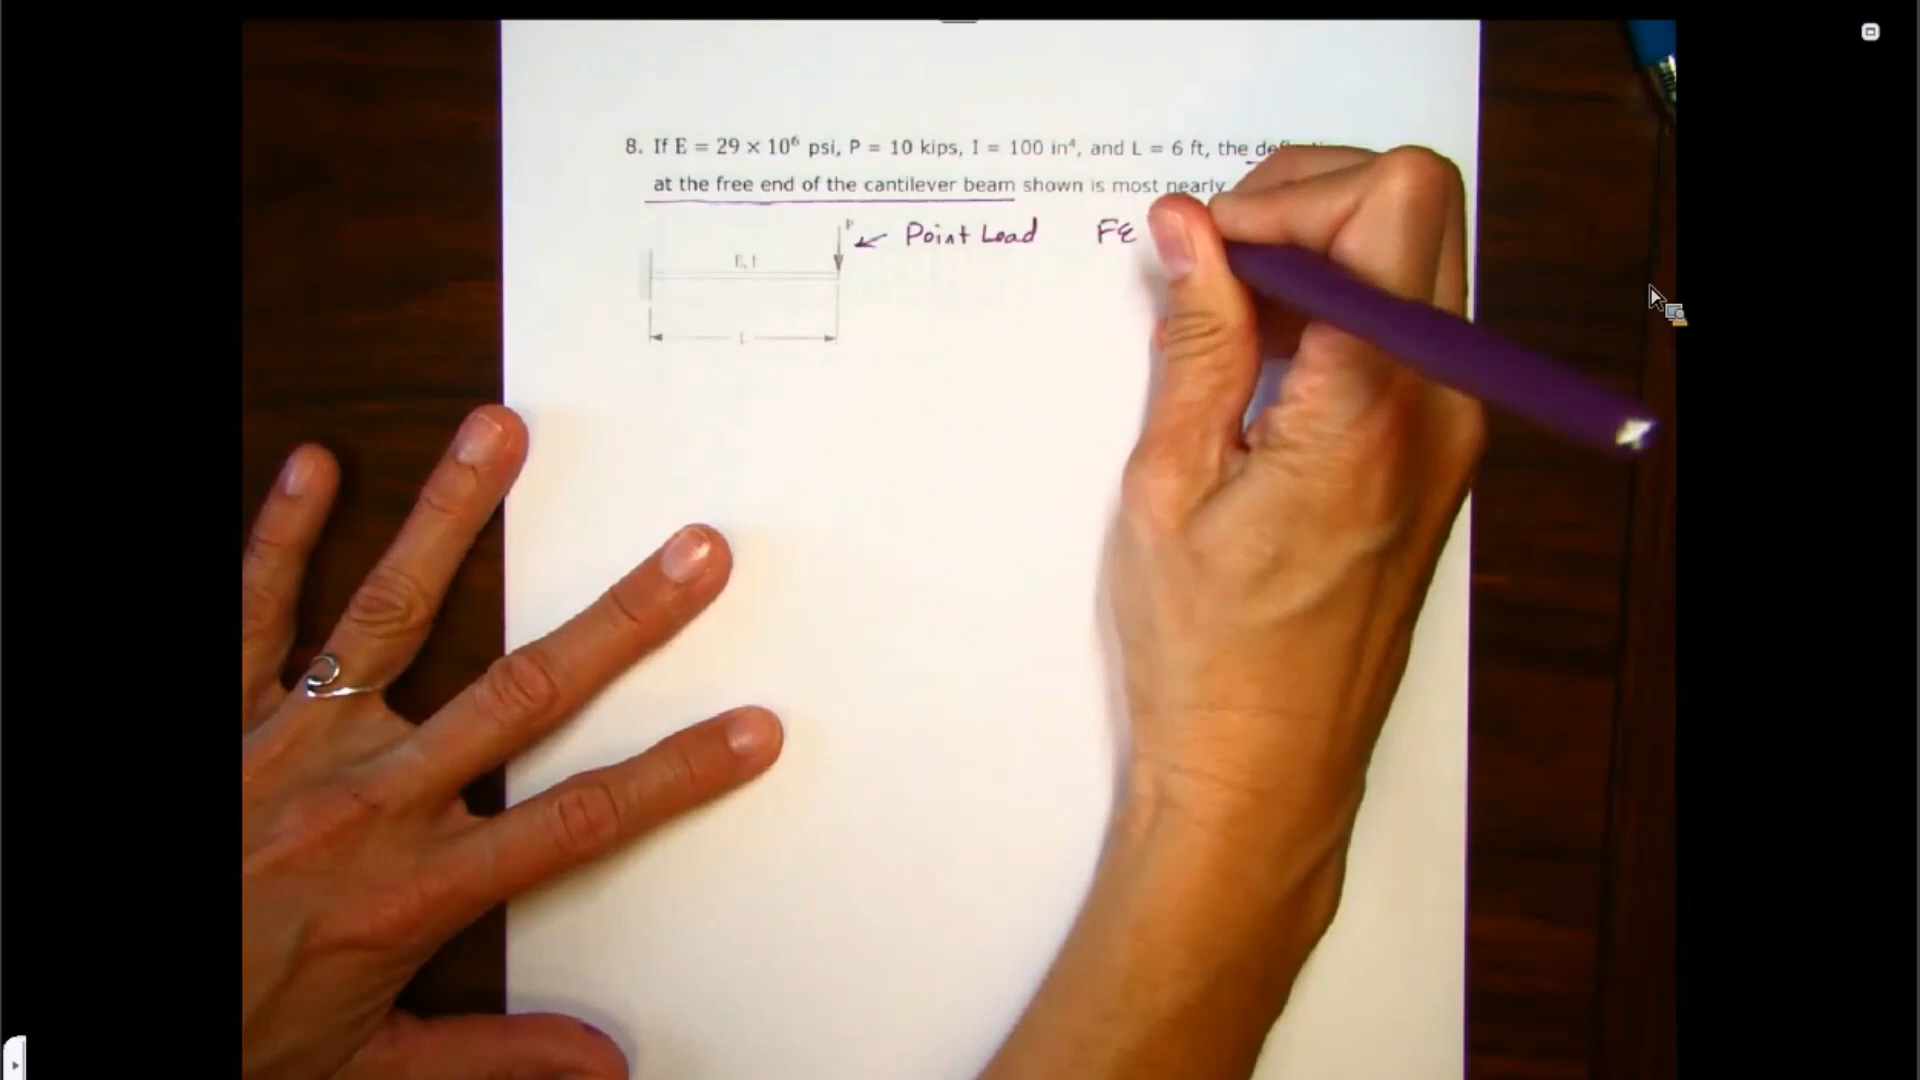 8. If E = 29 × 10⁶ psi, P = 10 kips, I = 100 in⁴, and L = 6 ft, the
at the free end of the cantilever beam shown is most nearly
P
Point Load FE
E, I
L